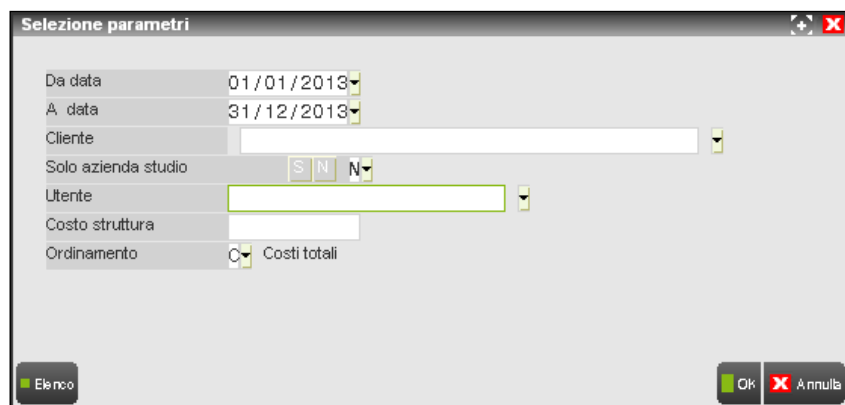 Selezione parametri
Da data 01/01/2013
A data 31/12/2013
Cliente
Solo azienda studio S N N
Utente
Costo struttura
Ordinamento C Costi totali
Elenco Ok Annulla